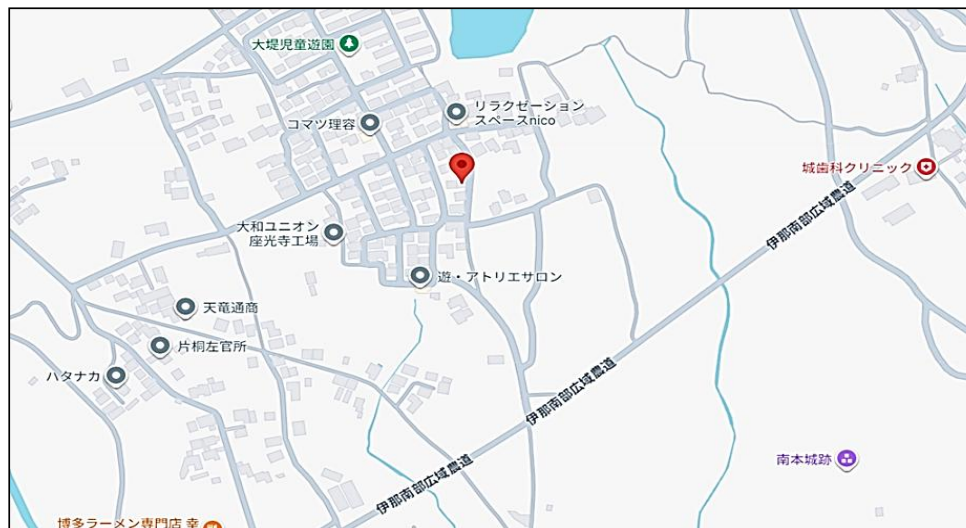 大堤児童遊園
リラクゼーション
スペースnico
コマツ理容
城歯科クリニック
伊那南部広域農道
大和ユニオン
座光寺工場
遊・アトリエサロン
天竜通商
片桐左官所
ハタナカ
伊那南部広域農道
南本城跡
伊那南部広域農道
博多ラーメン専門店 幸